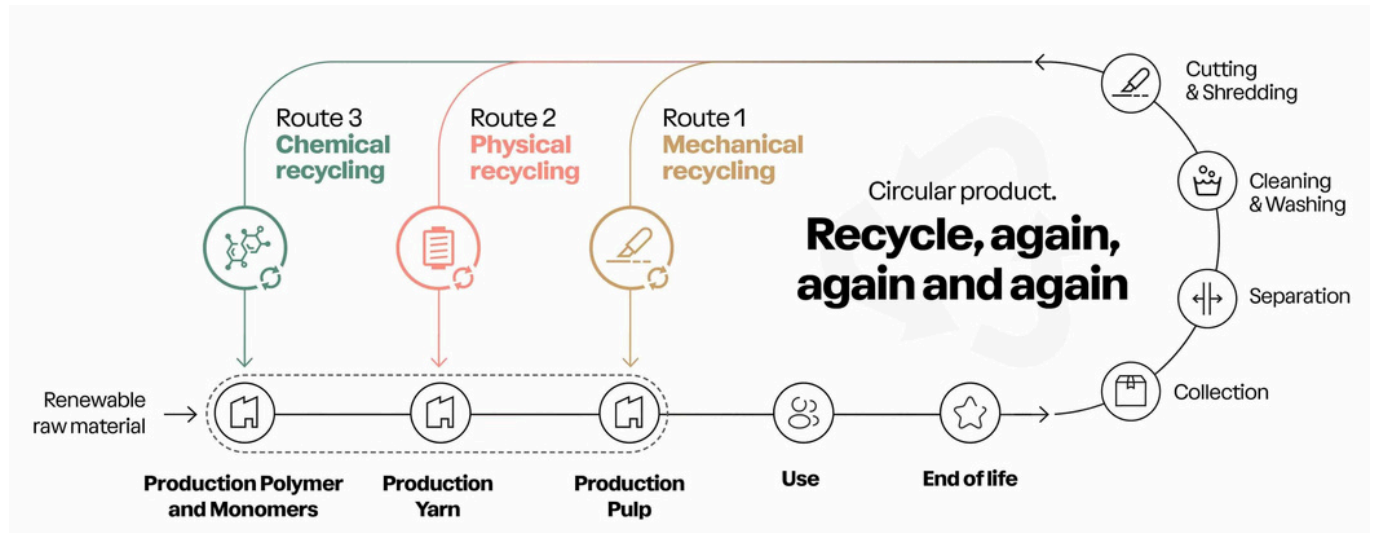 Route 3
Chemical
recycling
Route 2
Physical
recycling
Route 1
Mechanical
recycling
Cutting
& Shredding
Cleaning
& Washing
Circular product.
Recycle, again,
again and again
Separation
Collection
Renewable
raw material
Production Polymer
and Monomers
Production
Yarn
Production
Pulp
Use
End of life